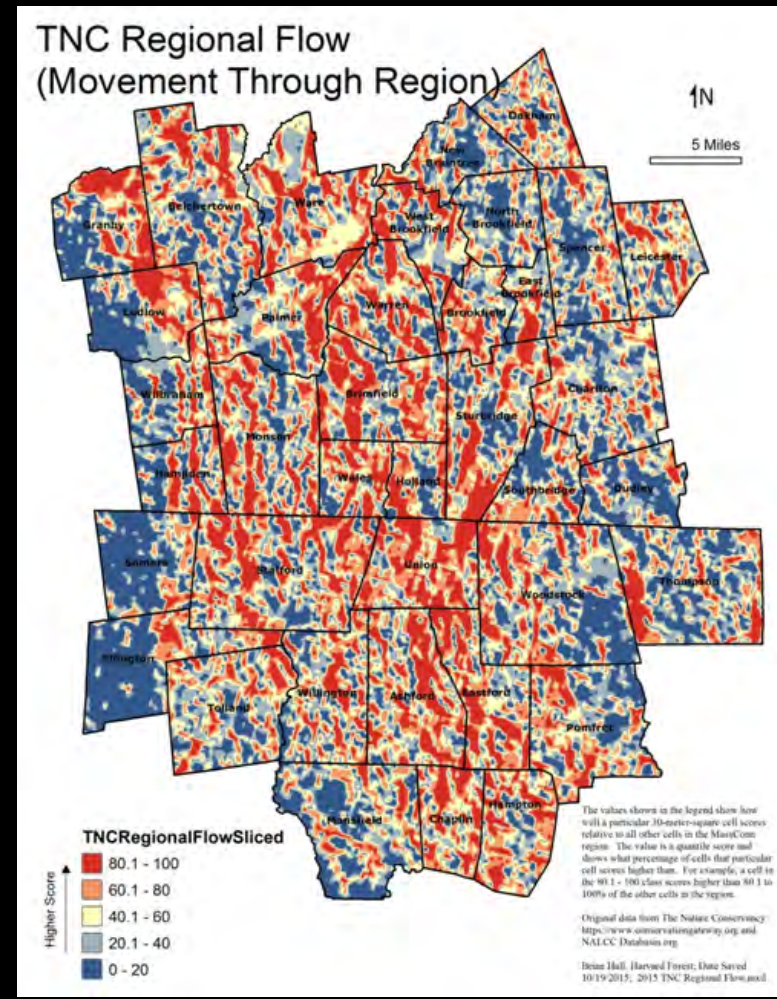 TNC Regional Flow
(Movement Through Region)
N
5 Miles
Oakham
New
Braintree
Belchertown
Ware
West
Brookfield
North
Brookfield
Granby
Spencer
Leicester
East
Brookfield
Ludlow
Palmer
Warren
Brookfield
Wilbraham
Brimfield
Charlton
Sturbridge
Monson
Hampden
Wales
Holland
Southbridge
Dudley
Somers
Stafford
Union
Woodstock
Thompson
Ellington
Tolland
Willington
Ashford
Eastford
Pomfret
Mansfield
Chaplin
Hampton
TNCRegionalFlowSliced
80.1 - 100
60.1 - 80
40.1 - 60
20.1 - 40
0 - 20
Higher Score
The values shown in the legend show how
well a particular 30-meter-square cell scores
relative to all other cells in the MassConn
region. The value is a quantile score and
shows what percentage of cells that particular
cell scores higher than. For example, a cell in
the 80.1 - 100 class scores higher than 80.1 to
100% of the other cells in the region.
Original data from The Nature Conservancy
https://www.conservationgateway.org and
NALCC Databasin.org
Brian Hall, Harvard Forest; Date Saved
10/19/2015; 2015 TNC Regional Flow.mxd